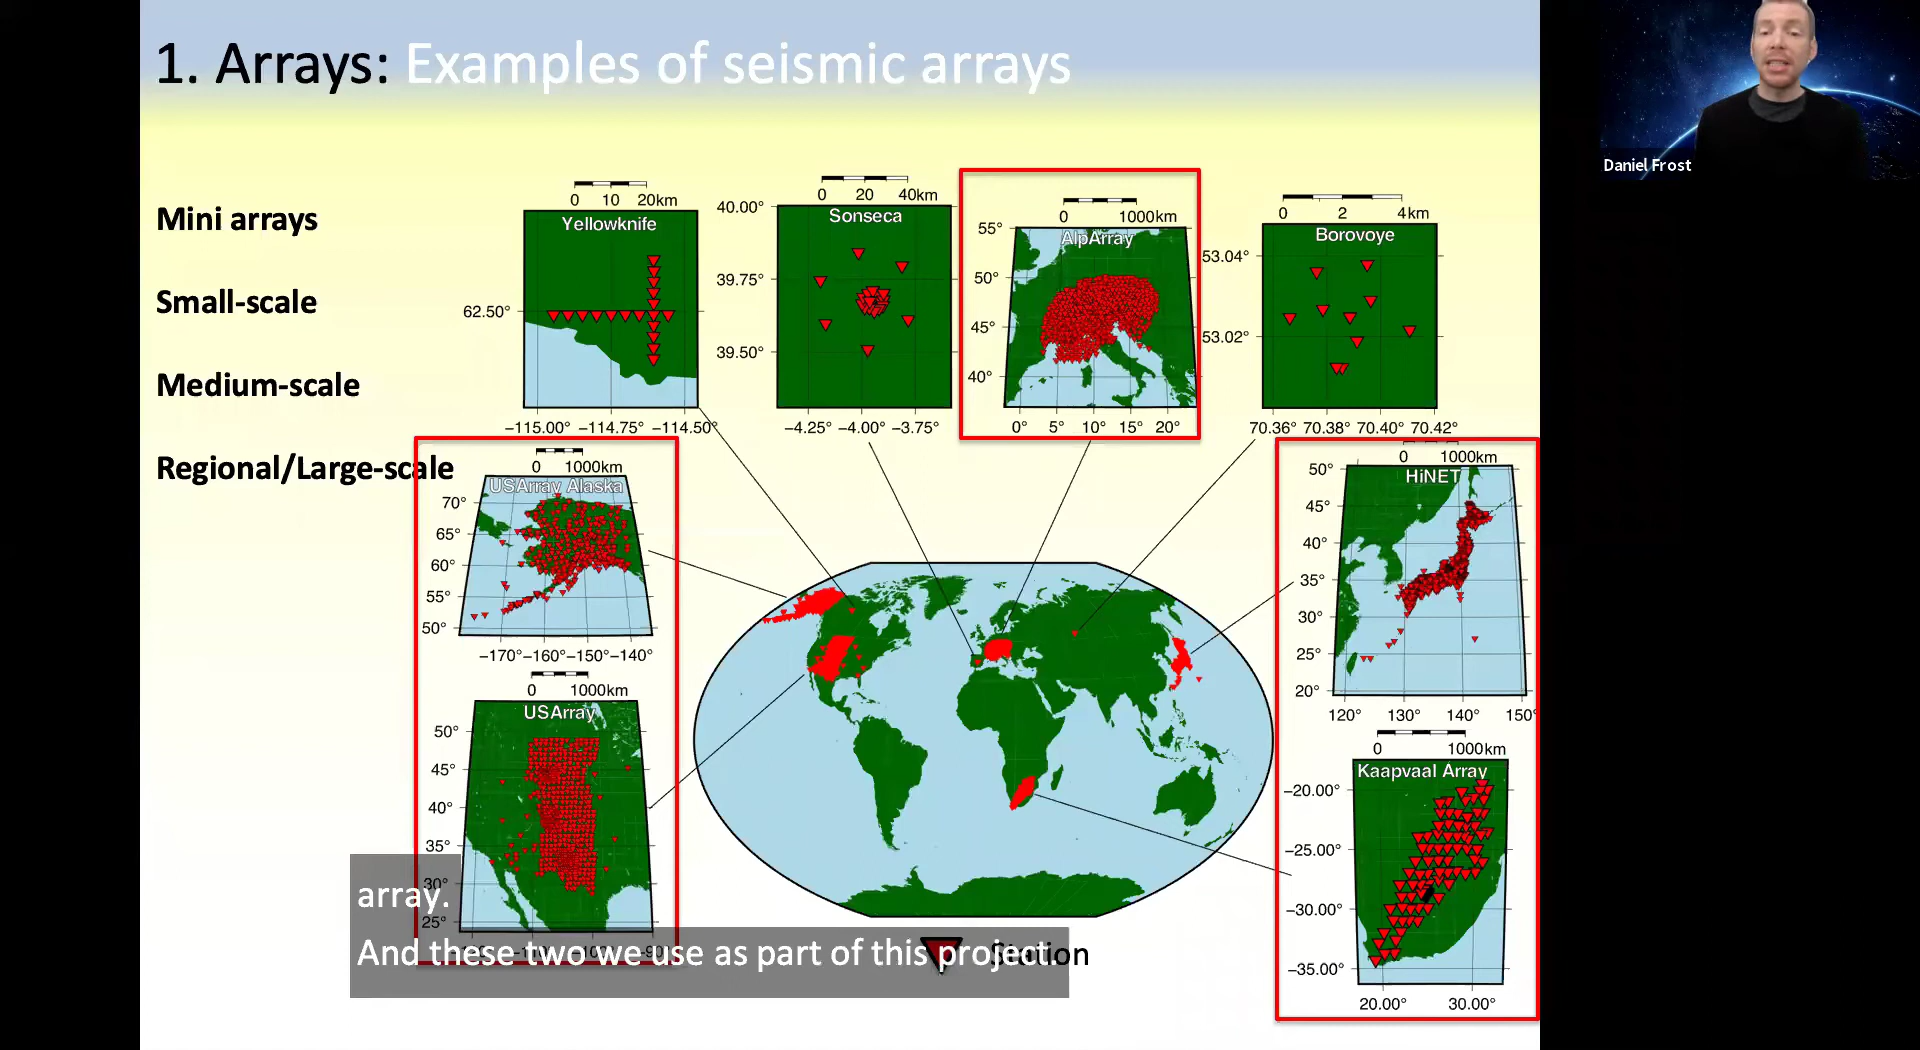 1. Arrays: Examples of seismic arrays
Daniel Frost
Mini arrays
Small-scale
Medium-scale
Regional/Large-scale
0 10 20km
Yellowknife
62.50°
−115.00° −114.75° −114.50°
0 20 40km
Sonseca
40.00°
39.75°
39.50°
−4.25° −4.00° −3.75°
0 1000km
AlpArray
55°
50°
45°
40°
0° 5° 10° 15° 20°
0 2 4km
Borovoye
53.04°
53.02°
70.36° 70.38° 70.40° 70.42°
0 1000km
USArray Alaska
70°
65°
60°
55°
50°
−170° −160° −150° −140°
0 1000km
USArray
50°
45°
40°
35°
30°
25°
0 1000km
HiNET
50°
45°
40°
35°
30°
25°
20°
120° 130° 140° 150°
0 1000km
Kaapvaal Array
−20.00°
−25.00°
−30.00°
−35.00°
20.00° 30.00°
array.
And these two we use as part of this project.